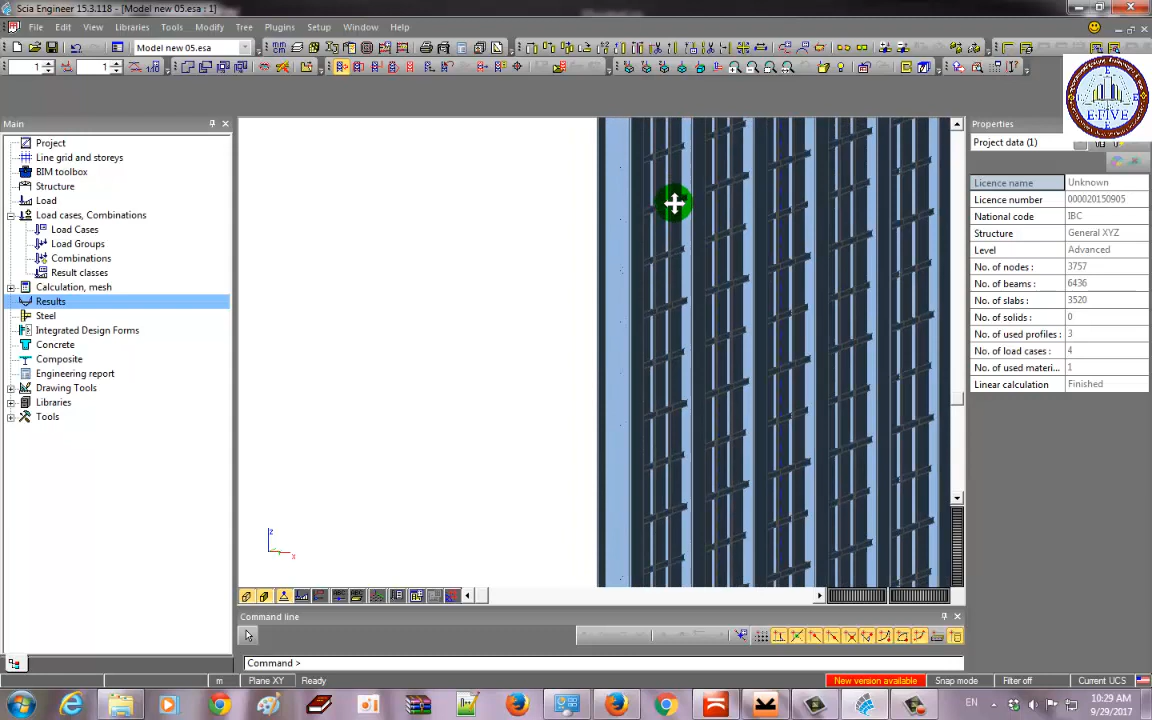 Scia Engineer 15.3.118 - [Model new 05.esa : 1]
File Edit View Libraries Tools Modify Tree Plugins Setup Window Help
Model new 05.esa
1 1
E-FIVE
Main
Project
Line grid and storeys
BIM toolbox
Structure
Load
Load cases, Combinations
Load Cases
Load Groups
Combinations
Result classes
Calculation, mesh
Results
Steel
Integrated Design Forms
Concrete
Composite
Engineering report
Drawing Tools
Libraries
Tools
z
x
Properties
Project data (1)
Licence name Unknown
Licence number 000020150905
National code IBC
Structure General XYZ
Level Advanced
No. of nodes : 3757
No. of beams : 6436
No. of slabs : 3520
No. of solids : 0
No. of used profiles : 3
No. of load cases : 4
No. of used materi... 1
Linear calculation Finished
Command line
Command >
m Plane XY Ready New version available Snap mode Filter off Current UCS
EN 10:29 AM
9/29/2017